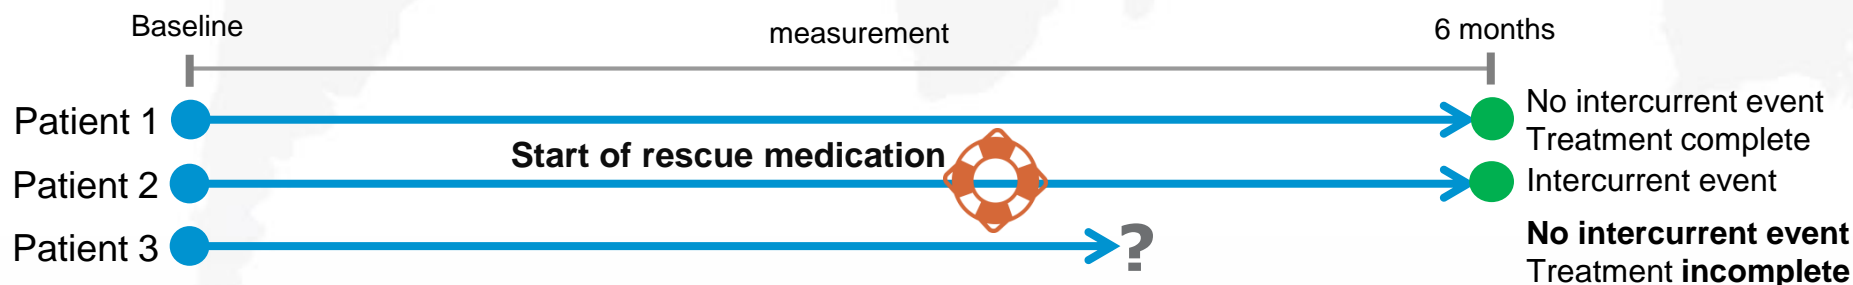 Baseline
measurement
6 months
Patient 1
No intercurrent event
Treatment complete
Start of rescue medication
Patient 2
Intercurrent event
Patient 3
?
No intercurrent event
Treatment incomplete